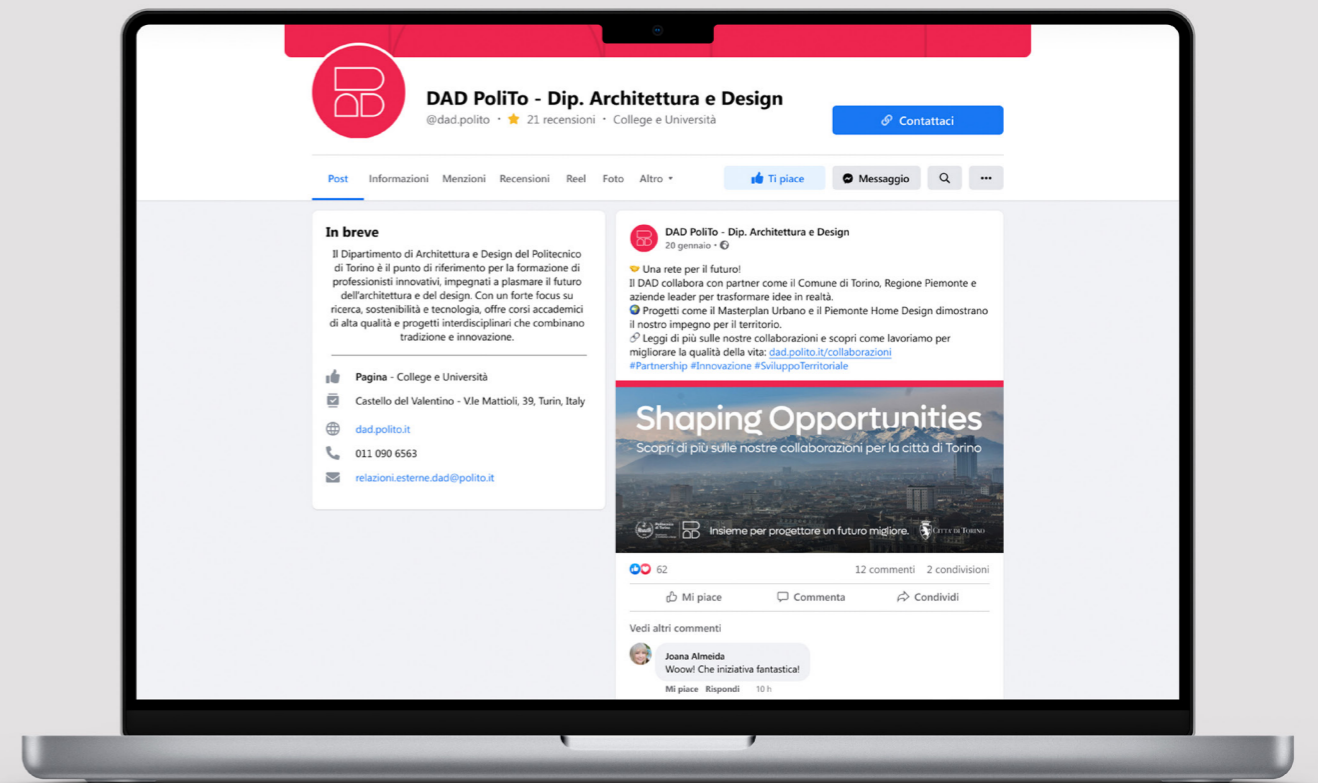 DAD PoliTo - Dip. Architettura e Design
@dad.polito • 21 recensioni • College e Università
Contattaci
Post Informazioni Menzioni Recensioni Reel Foto Altro
Ti piace Messaggio
In breve
Il Dipartimento di Architettura e Design del Politecnico
di Torino è il punto di riferimento per la formazione di
professionisti innovativi, impegnati a plasmare il futuro
dell'architettura e del design. Con un forte focus su
ricerca, sostenibilità e tecnologia, offre corsi accademici
di alta qualità e progetti interdisciplinari che combinano
tradizione e innovazione.
Pagina - College e Università
Castello del Valentino - V.le Mattioli, 39, Turin, Italy
dad.polito.it
011 090 6563
relazioni.esterne.dad@polito.it
DAD PoliTo - Dip. Architettura e Design
20 gennaio •
🤝 Una rete per il futuro!
Il DAD collabora con partner come il Comune di Torino, Regione Piemonte e
aziende leader per trasformare idee in realtà.
🌍 Progetti come il Masterplan Urbano e il Piemonte Home Design dimostrano
il nostro impegno per il territorio.
🔗 Leggi di più sulle nostre collaborazioni e scopri come lavoriamo per
migliorare la qualità della vita: dad.polito.it/collaborazioni
#Partnership #Innovazione #SviluppoTerritoriale
Shaping Opportunities
Scopri di più sulle nostre collaborazioni per la città di Torino
Insieme per progettare un futuro migliore.
CITTA DI TORINO
62
12 commenti 2 condivisioni
Mi piace Commenta Condividi
Vedi altri commenti
Joana Almeida
Woow! Che iniziativa fantastica!
Mi piace Rispondi 10 h